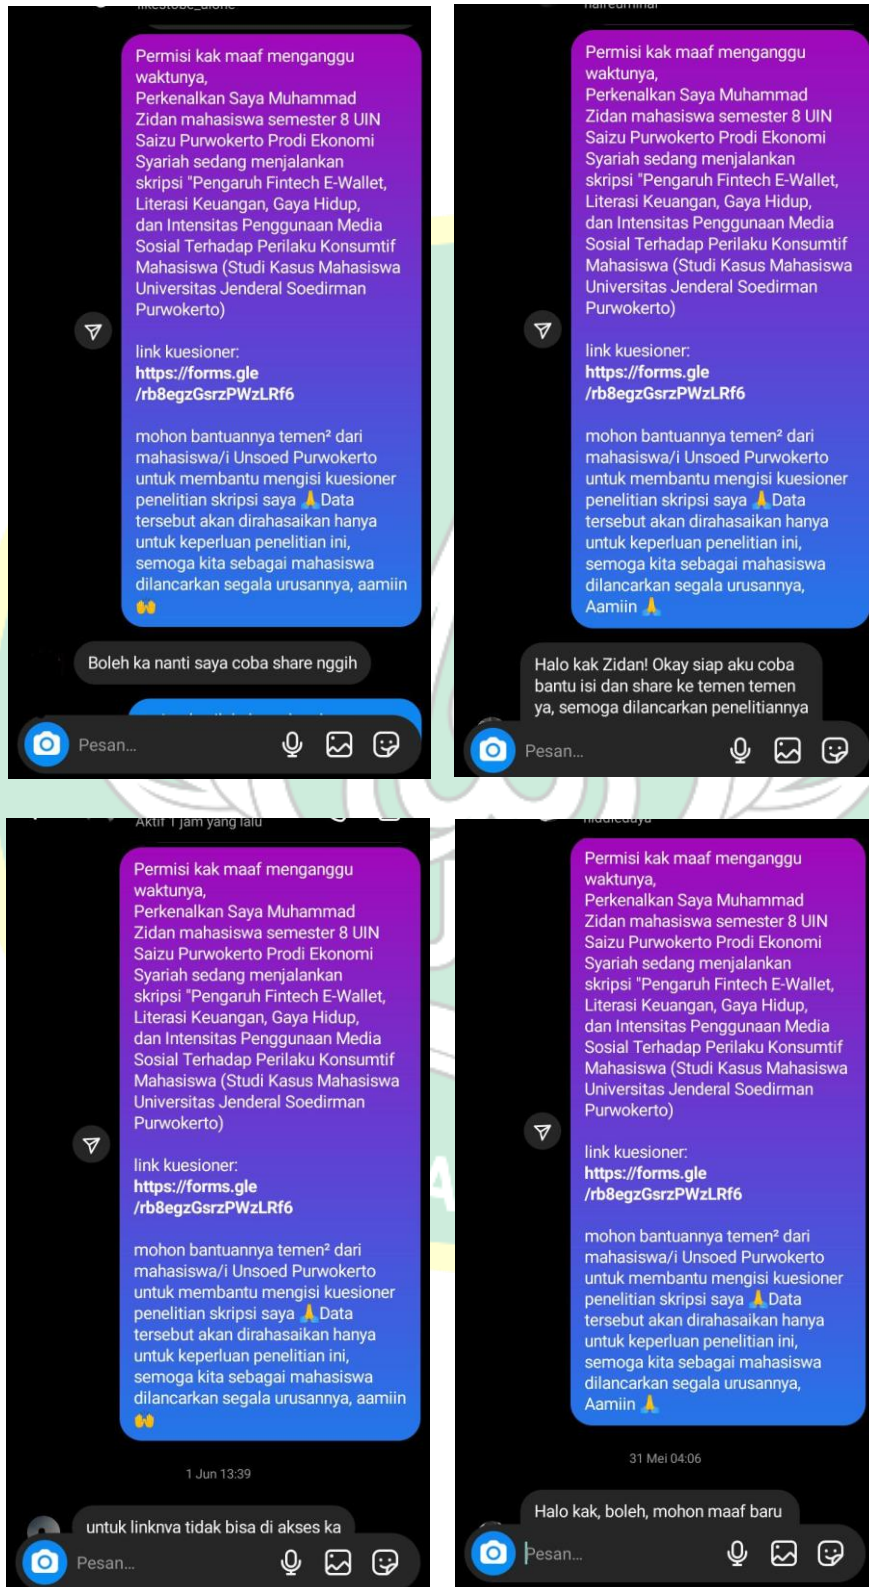 Permisi kak maaf menganggu
waktunya,
Perkenalkan Saya Muhammad
Zidan mahasiswa semester 8 UIN
Saizu Purwokerto Prodi Ekonomi
Syariah sedang menjalankan
skripsi "Pengaruh Fintech E-Wallet,
Literasi Keuangan, Gaya Hidup,
dan Intensitas Penggunaan Media
Sosial Terhadap Perilaku Konsumtif
Mahasiswa (Studi Kasus Mahasiswa
Universitas Jenderal Soedirman
Purwokerto)
link kuesioner:
https://forms.gle
/rb8egzGsrzPWzLRf6
mohon bantuannya temen² dari
mahasiswa/i Unsoed Purwokerto
untuk membantu mengisi kuesioner
penelitian skripsi saya 🙏Data
tersebut akan dirahasaikan hanya
untuk keperluan penelitian ini,
semoga kita sebagai mahasiswa
dilancarkan segala urusannya, aamiin
👐
Boleh ka nanti saya coba share nggih
Pesan...
Permisi kak maaf menganggu
waktunya,
Perkenalkan Saya Muhammad
Zidan mahasiswa semester 8 UIN
Saizu Purwokerto Prodi Ekonomi
Syariah sedang menjalankan
skripsi "Pengaruh Fintech E-Wallet,
Literasi Keuangan, Gaya Hidup,
dan Intensitas Penggunaan Media
Sosial Terhadap Perilaku Konsumtif
Mahasiswa (Studi Kasus Mahasiswa
Universitas Jenderal Soedirman
Purwokerto)
link kuesioner:
https://forms.gle
/rb8egzGsrzPWzLRf6
mohon bantuannya temen² dari
mahasiswa/i Unsoed Purwokerto
untuk membantu mengisi kuesioner
penelitian skripsi saya 🙏Data
tersebut akan dirahasaikan hanya
untuk keperluan penelitian ini,
semoga kita sebagai mahasiswa
dilancarkan segala urusannya,
Aamiin 🙏
Halo kak Zidan! Okay siap aku coba
bantu isi dan share ke temen temen
ya, semoga dilancarkan penelitiannya
Pesan...
Aktif 1 jam yang lalu
Permisi kak maaf menganggu
waktunya,
Perkenalkan Saya Muhammad
Zidan mahasiswa semester 8 UIN
Saizu Purwokerto Prodi Ekonomi
Syariah sedang menjalankan
skripsi "Pengaruh Fintech E-Wallet,
Literasi Keuangan, Gaya Hidup,
dan Intensitas Penggunaan Media
Sosial Terhadap Perilaku Konsumtif
Mahasiswa (Studi Kasus Mahasiswa
Universitas Jenderal Soedirman
Purwokerto)
link kuesioner:
https://forms.gle
/rb8egzGsrzPWzLRf6
mohon bantuannya temen² dari
mahasiswa/i Unsoed Purwokerto
untuk membantu mengisi kuesioner
penelitian skripsi saya 🙏Data
tersebut akan dirahasaikan hanya
untuk keperluan penelitian ini,
semoga kita sebagai mahasiswa
dilancarkan segala urusannya, aamiin
👐
1 Jun 13:39
untuk linknya tidak bisa di akses ka
Pesan...
Permisi kak maaf menganggu
waktunya,
Perkenalkan Saya Muhammad
Zidan mahasiswa semester 8 UIN
Saizu Purwokerto Prodi Ekonomi
Syariah sedang menjalankan
skripsi "Pengaruh Fintech E-Wallet,
Literasi Keuangan, Gaya Hidup,
dan Intensitas Penggunaan Media
Sosial Terhadap Perilaku Konsumtif
Mahasiswa (Studi Kasus Mahasiswa
Universitas Jenderal Soedirman
Purwokerto)
link kuesioner:
https://forms.gle
/rb8egzGsrzPWzLRf6
mohon bantuannya temen² dari
mahasiswa/i Unsoed Purwokerto
untuk membantu mengisi kuesioner
penelitian skripsi saya 🙏Data
tersebut akan dirahasaikan hanya
untuk keperluan penelitian ini,
semoga kita sebagai mahasiswa
dilancarkan segala urusannya,
Aamiin 🙏
31 Mei 04:06
Halo kak, boleh, mohon maaf baru
Pesan...